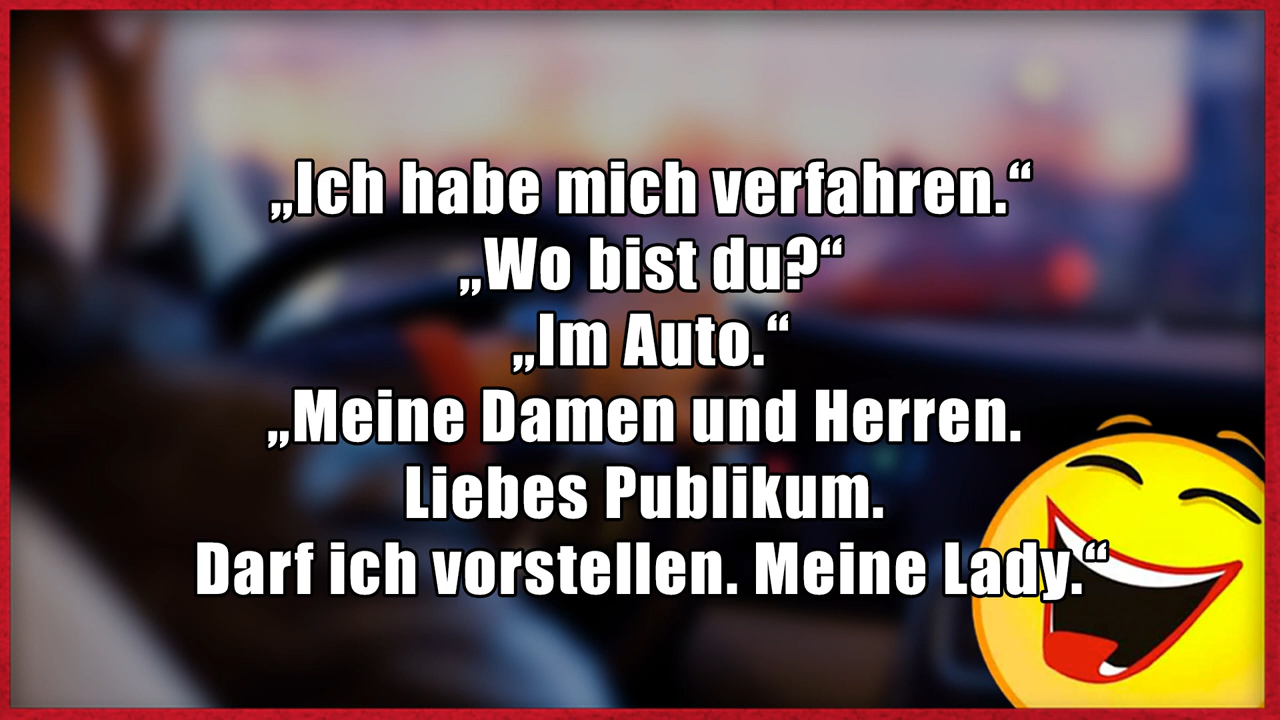 „Ich habe mich verfahren.“
„Wo bist du?“
„Im Auto.“
„Meine Damen und Herren.
Liebes Publikum.
Darf ich vorstellen. Meine Lady.“